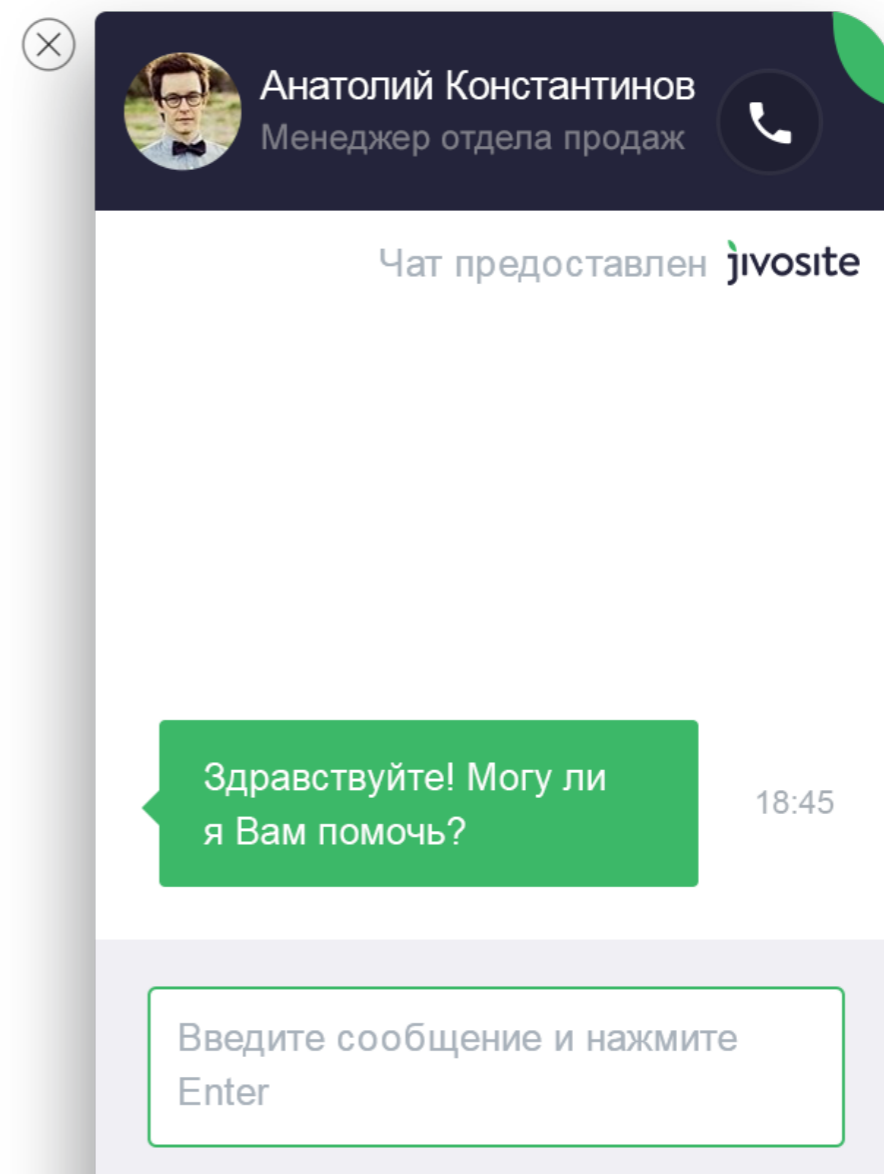 Анатолий Константинов
Менеджер отдела продаж
Чат предоставлен jivosite
Здравствуйте! Могу ли
я Вам помочь?
18:45
Введите сообщение и нажмите
Enter